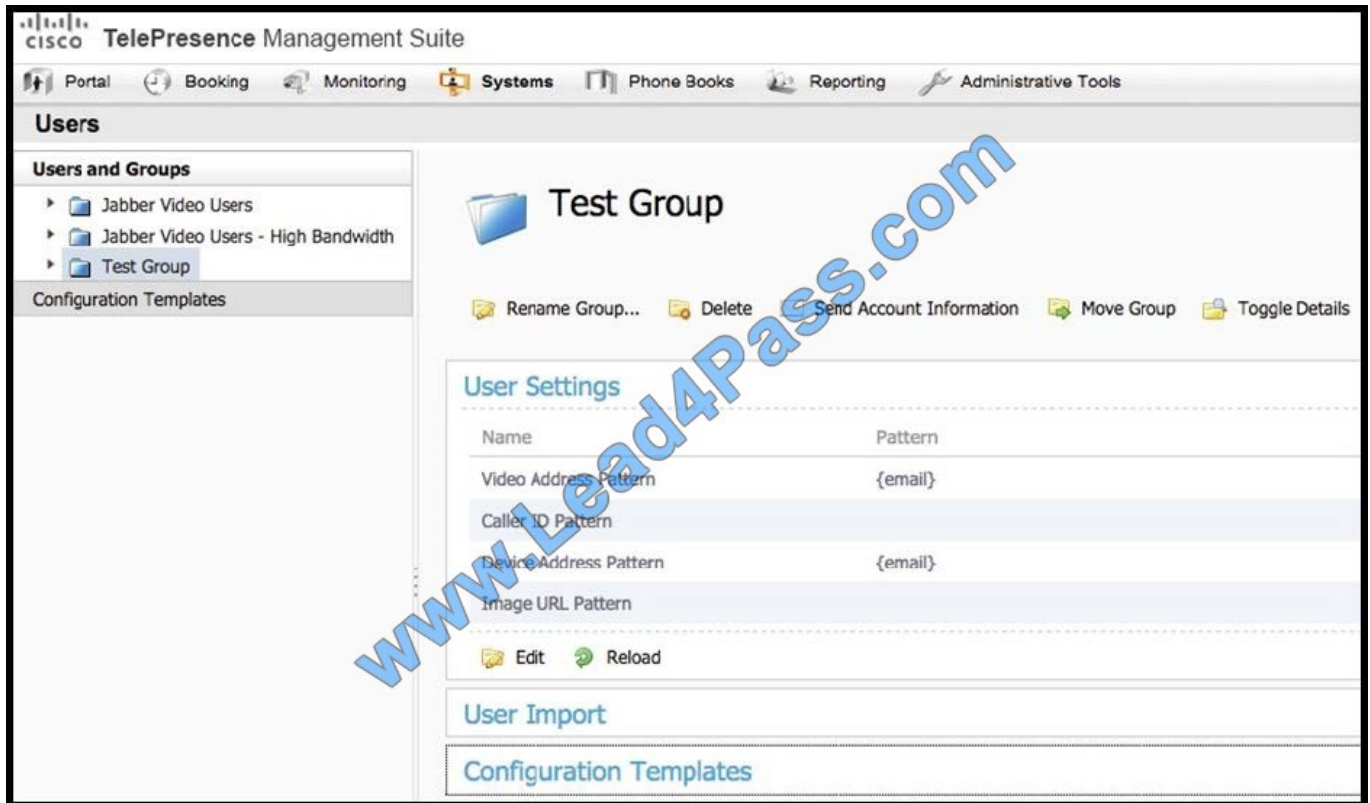 CISCO TelePresence Management Suite
Portal Booking Monitoring Systems Phone Books Reporting Administrative Tools
Users
Users and Groups
Jabber Video Users
Jabber Video Users - High Bandwidth
Test Group
Configuration Templates
Test Group
Rename Group... Delete Send Account Information Move Group Toggle Details
User Settings
Name Pattern
Video Address Pattern {email}
Caller ID Pattern
Device Address Pattern {email}
Image URL Pattern
Edit Reload
User Import
Configuration Templates
www.Lead4Pass.com